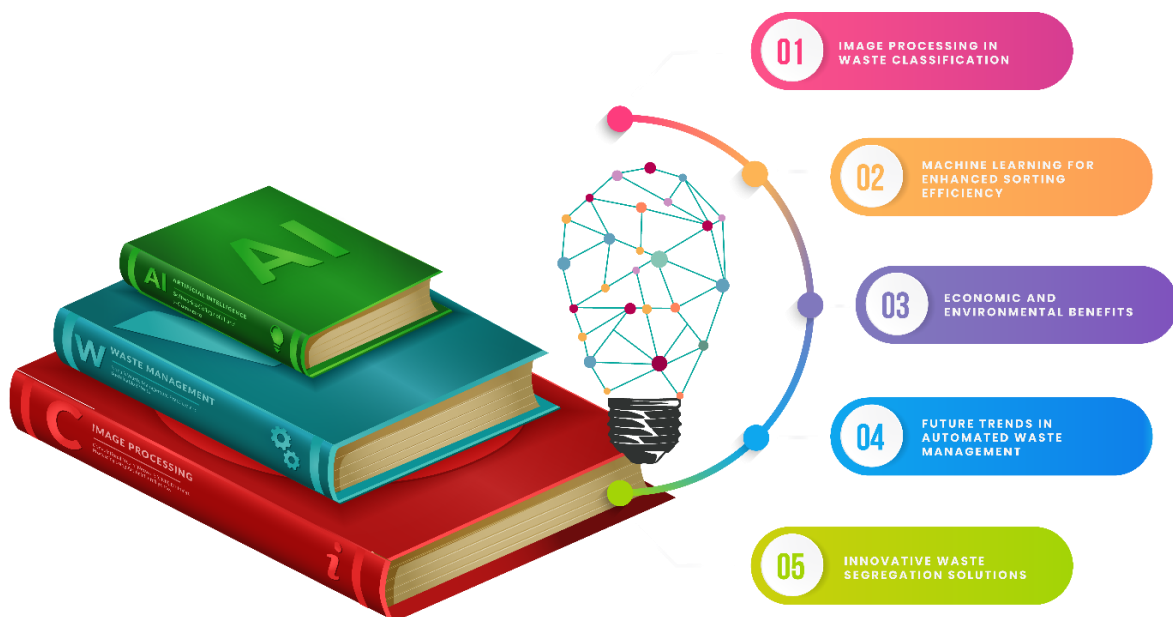 AI
AI
ARTIFICIAL INTELLIGENCE
W
WASTE MANAGEMENT
C
IMAGE PROCESSING
i
01
IMAGE PROCESSING IN
WASTE CLASSIFICATION
02
MACHINE LEARNING FOR
ENHANCED SORTING
EFFICIENCY
03
ECONOMIC AND
ENVIRONMENTAL BENEFITS
04
FUTURE TRENDS IN
AUTOMATED WASTE
MANAGEMENT
05
INNOVATIVE WASTE
SEGREGATION SOLUTIONS